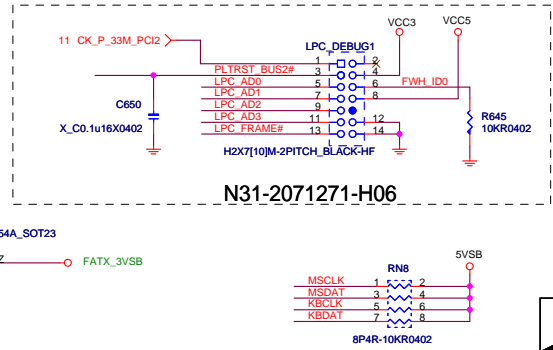 VCC3 VCC5
11 CK_P_33M_PCI2 LPC_DEBUG1
1 2
PLTRST_BUS2# 3 4
LPC_AD0 5 6 FWH_ID0
LPC_AD1 7 8
C650 LPC_AD2 9 R645
X_C0.1u16X0402 LPC_AD3 11 12 10KR0402
LPC_FRAME# 13 14
H2X7[10]M-2PITCH_BLACK-HF
N31-2071271-H06
54A_SOT23
FATX_3VSB
5VSB
RN8
MSCLK 1 2
MSDAT 3 4
KBCLK 5 6
KBDAT 7 8
8P4R-10KR0402